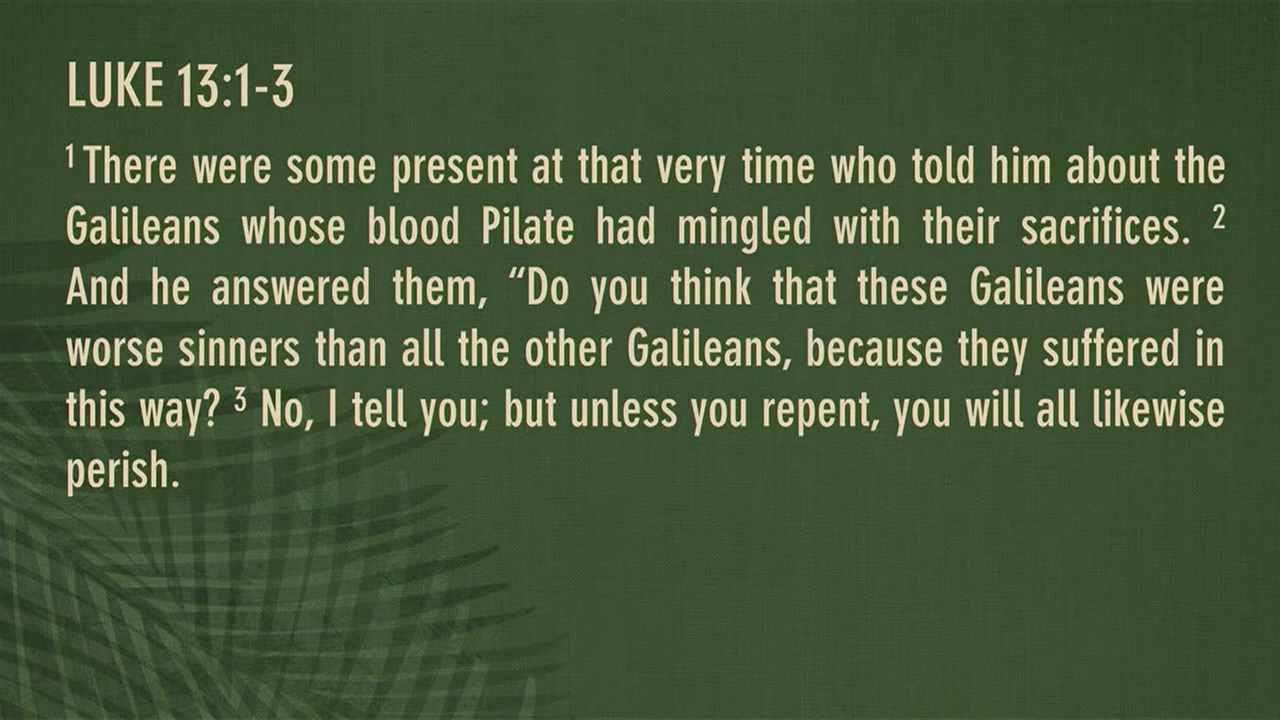 LUKE 13:1-3
¹ There were some present at that very time who told him about the
Galileans whose blood Pilate had mingled with their sacrifices. ²
And he answered them, “Do you think that these Galileans were
worse sinners than all the other Galileans, because they suffered in
this way? ³ No, I tell you; but unless you repent, you will all likewise
perish.